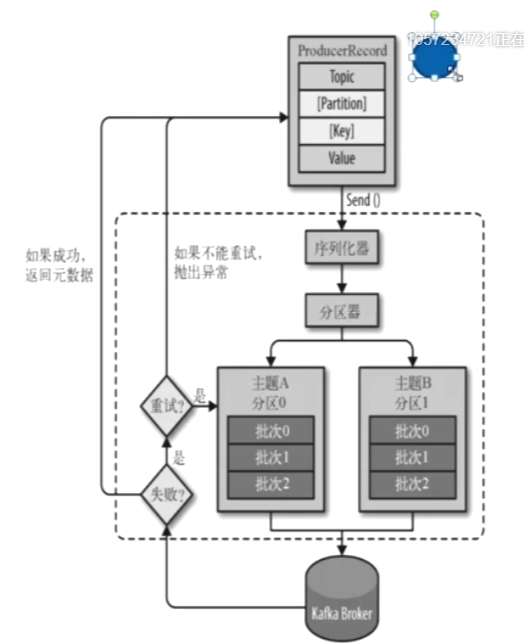 1057234721正在
ProducerRecord
Topic
[Partition]
[Key]
Value
Send ()
序列化器
分区器
如果成功，
返回元数据
如果不能重试，
抛出异常
主题A
分区0
批次0
批次1
批次2
主题B
分区1
批次0
批次1
批次2
重试?
是
是
失败?
Kafka Broker